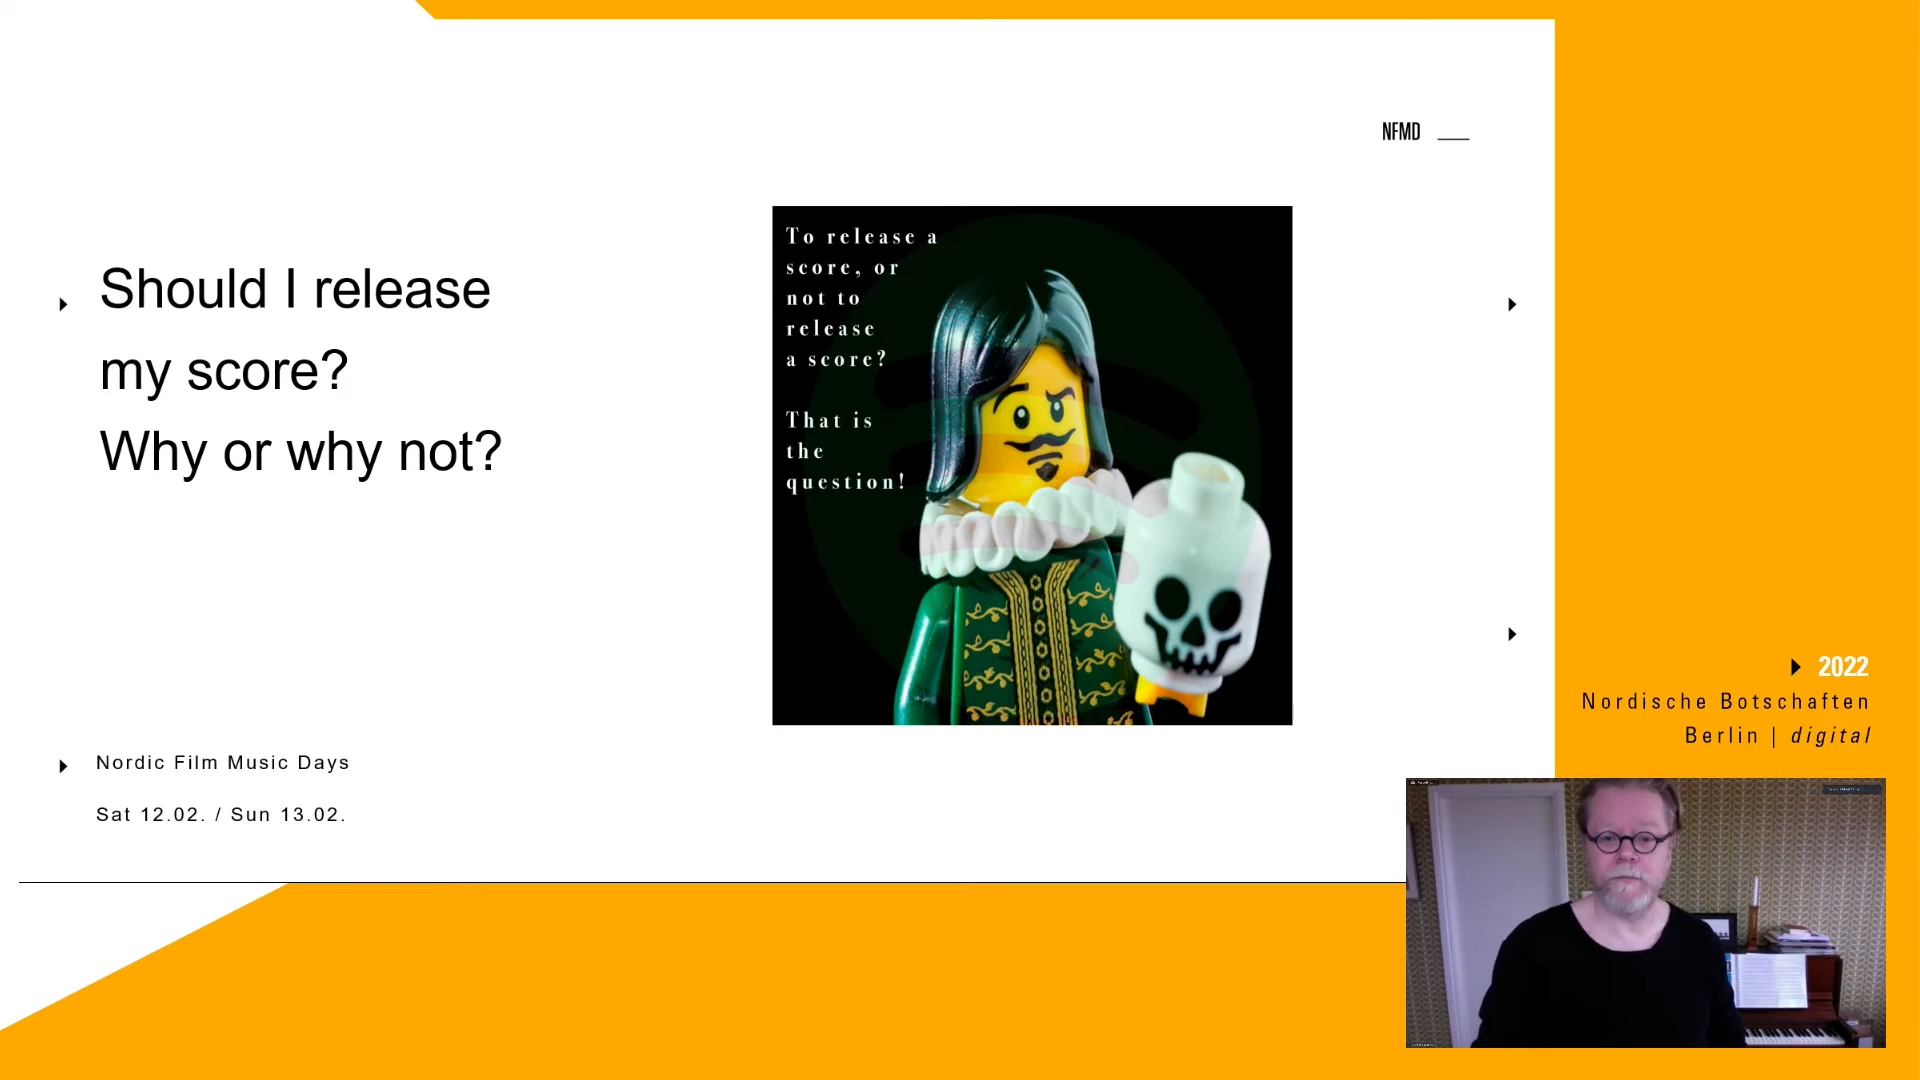 NFMD
Should I release
my score?
Why or why not?
To release a
score, or
not to
release
a score?
That is
the
question!
2022
Nordische Botschaften
Berlin | digital
Nordic Film Music Days
Sat 12.02. / Sun 13.02.